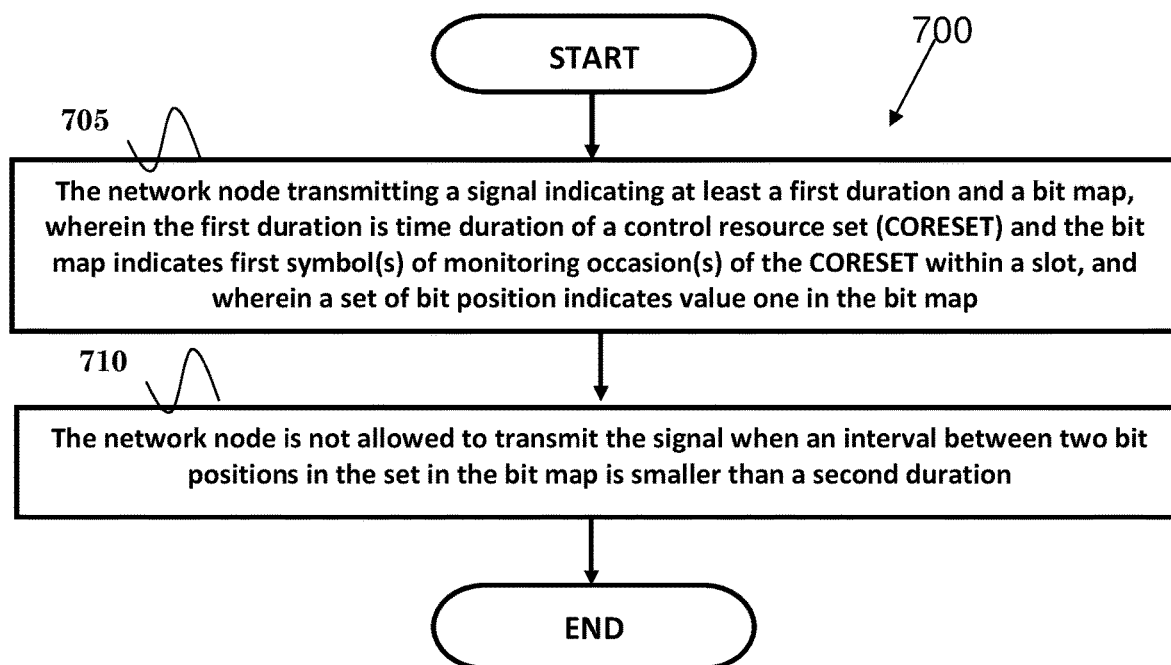 START
700
705
The network node transmitting a signal indicating at least a first duration and a bit map,
wherein the first duration is time duration of a control resource set (CORESET) and the bit
map indicates first symbol(s) of monitoring occasion(s) of the CORESET within a slot, and
wherein a set of bit position indicates value one in the bit map
710
The network node is not allowed to transmit the signal when an interval between two bit
positions in the set in the bit map is smaller than a second duration
END